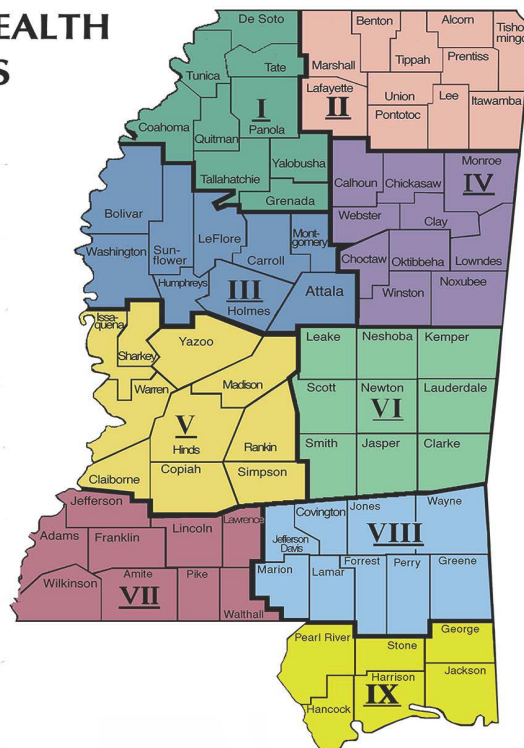 EALTH
S
De Soto
Benton
Alcorn
Tisho
mingo
Tunica
Tate
Marshall
Tippah
Prentiss
Lafayette
Union
Lee
Itawamba
I
II
Pontotoc
Coahoma
Quitman
Panola
Yalobusha
Tallahatchie
Grenada
Monroe
Calhoun
Chickasaw
IV
Webster
Clay
Bolivar
LeFlore
Mont-
gomery
Washington
Sun-
flower
Carroll
Choctaw
Oktibbeha
Lowndes
Humphreys
III
Holmes
Attala
Winston
Noxubee
Issa-
quena
Sharkey
Yazoo
Leake
Neshoba
Kemper
Warren
Madison
Scott
Newton
Lauderdale
VI
V
Hinds
Rankin
Smith
Jasper
Clarke
Claiborne
Copiah
Simpson
Jefferson
Lincoln
Lawrence
Covington
Jones
Wayne
Adams
Franklin
Jefferson
Davis
VIII
Wilkinson
Amite
Pike
Marion
Lamar
Forrest
Perry
Greene
VII
Walthall
Pearl River
Stone
George
Harrison
Jackson
Hancock
IX